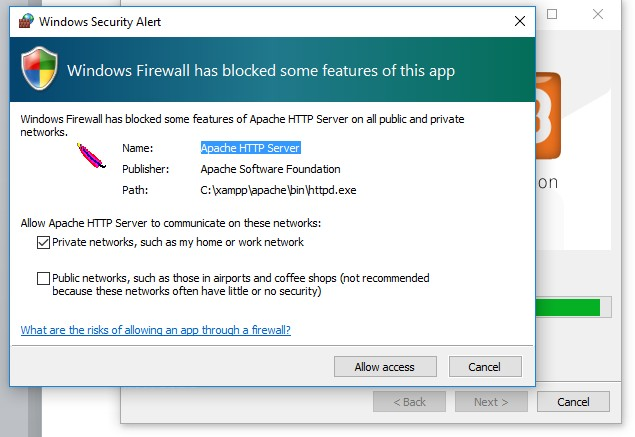 Windows Security Alert
Windows Firewall has blocked some features of this app
Windows Firewall has blocked some features of Apache HTTP Server on all public and private
networks.
Name: Apache HTTP Server
Publisher: Apache Software Foundation
Path: C:\xampp\apache\bin\httpd.exe
Allow Apache HTTP Server to communicate on these networks:
Private networks, such as my home or work network
Public networks, such as those in airports and coffee shops (not recommended
because these networks often have little or no security)
What are the risks of allowing an app through a firewall?
Allow access Cancel
on
< Back Next > Cancel